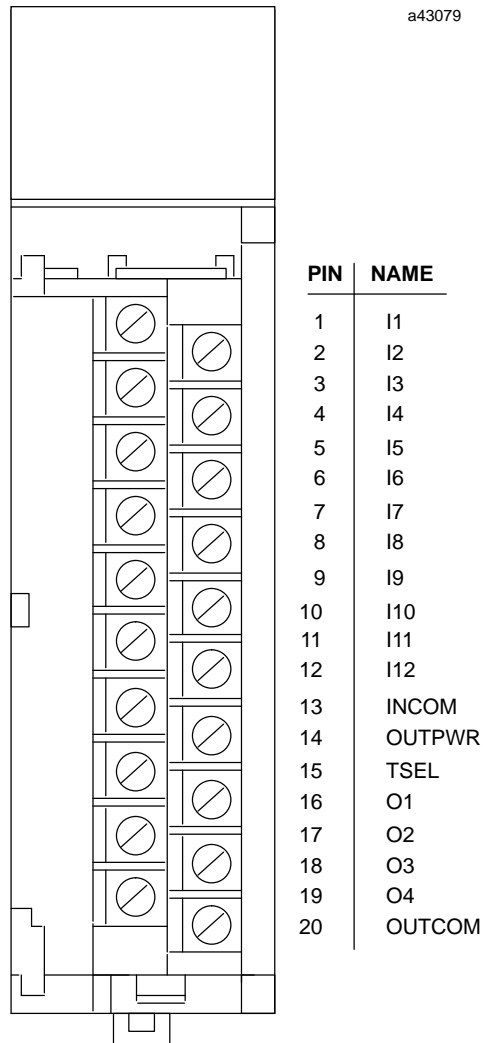 a43079
PIN NAME
1 I1
2 I2
3 I3
4 I4
5 I5
6 I6
7 I7
8 I8
9 I9
10 I10
11 I11
12 I12
13 INCOM
14 OUTPWR
15 TSEL
16 O1
17 O2
18 O3
19 O4
20 OUTCOM